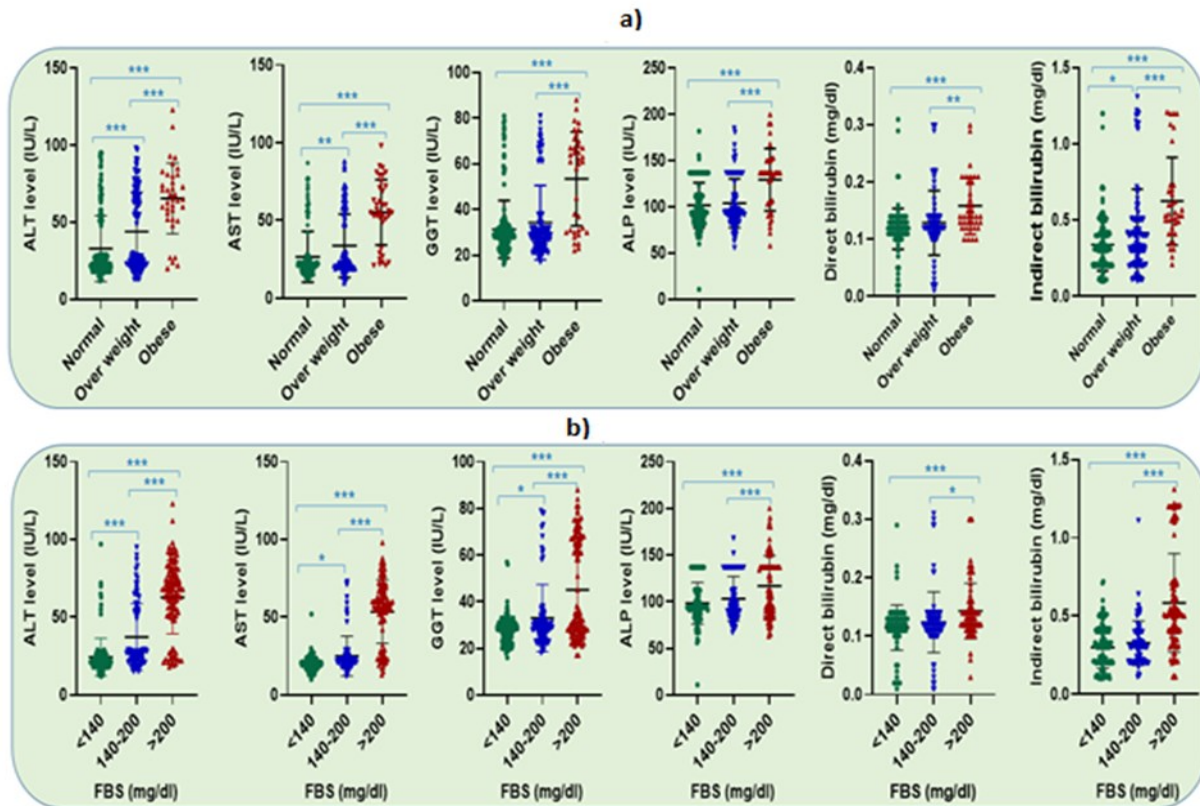 a)
ALT level (IU/L)
150
100
50
0
***
***
***
Normal
Over weight
Obese
AST level (IU/L)
150
100
50
0
***
**
***
Normal
Over weight
Obese
GGT level (IU/L)
100
80
60
40
20
0
***
***
Normal
Over weight
Obese
ALP level (IU/L)
250
200
150
100
50
0
***
***
Normal
Over weight
Obese
Direct bilirubin (mg/dl)
0.4
0.3
0.2
0.1
0.0
***
**
Normal
Over weight
Obese
Indirect bilirubin (mg/dl)
1.5
1.0
0.5
0.0
***
*
***
Normal
Over weight
Obese
b)
ALT level (IU/L)
150
100
50
0
***
***
***
<140
140-200
>200
FBS (mg/dl)
AST level (IU/L)
150
100
50
0
***
***
*
<140
140-200
>200
FBS (mg/dl)
GGT level (IU/L)
100
80
60
40
20
0
***
***
*
<140
140-200
>200
FBS (mg/dl)
ALP level (IU/L)
250
200
150
100
50
0
***
***
<140
140-200
>200
FBS (mg/dl)
Direct bilirubin (mg/dl)
0.4
0.3
0.2
0.1
0.0
***
*
<140
140-200
>200
FBS (mg/dl)
Indirect bilirubin (mg/dl)
1.5
1.0
0.5
0.0
***
***
<140
140-200
>200
FBS (mg/dl)